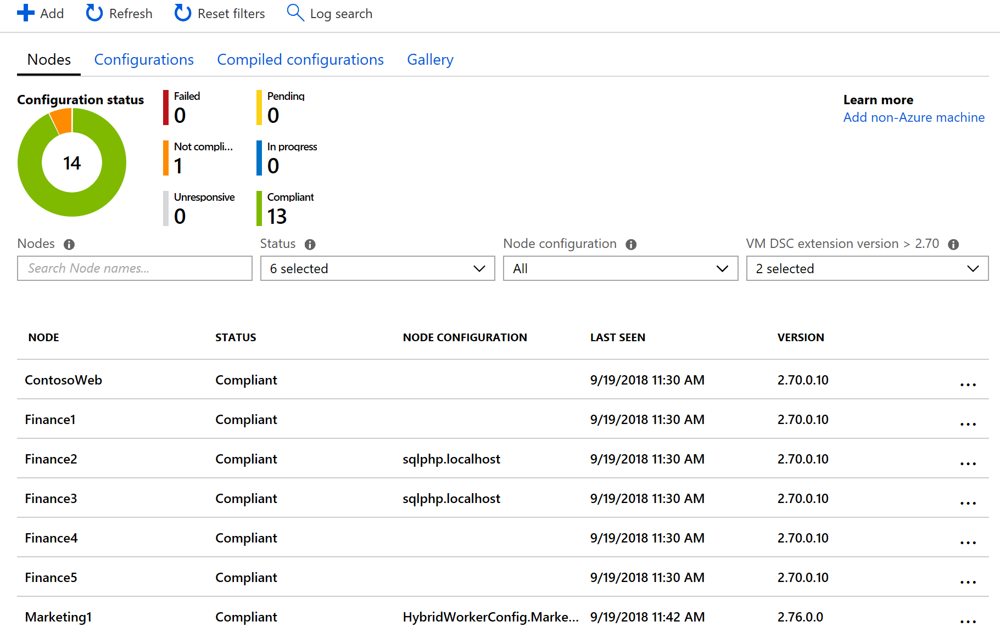 Add Refresh Reset filters Log search
Nodes Configurations Compiled configurations Gallery
Configuration status
14
Failed
0
Pending
0
Not compli...
1
In progress
0
Unresponsive
0
Compliant
13
Learn more
Add non-Azure machine
Nodes Status Node configuration VM DSC extension version > 2.70
Search Node names... 6 selected All 2 selected
NODE STATUS NODE CONFIGURATION LAST SEEN VERSION
ContosoWeb Compliant 9/19/2018 11:30 AM 2.70.0.10 ...
Finance1 Compliant 9/19/2018 11:30 AM 2.70.0.10 ...
Finance2 Compliant sqlphp.localhost 9/19/2018 11:30 AM 2.70.0.10 ...
Finance3 Compliant sqlphp.localhost 9/19/2018 11:30 AM 2.70.0.10 ...
Finance4 Compliant 9/19/2018 11:30 AM 2.70.0.10 ...
Finance5 Compliant 9/19/2018 11:30 AM 2.70.0.10 ...
Marketing1 Compliant HybridWorkerConfig.Marke... 9/19/2018 11:42 AM 2.76.0.0 ...